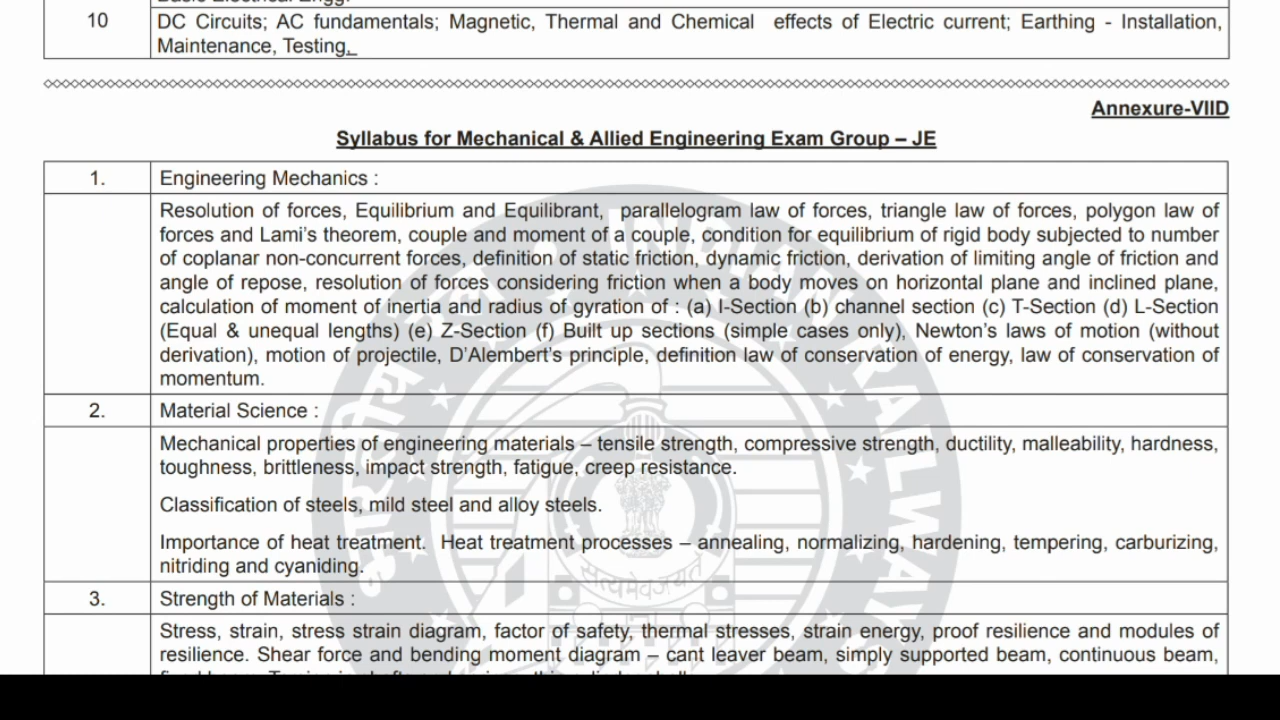 10
DC Circuits; AC fundamentals; Magnetic, Thermal and Chemical effects of Electric current; Earthing - Installation,
Maintenance, Testing.
Annexure-VIID
Syllabus for Mechanical & Allied Engineering Exam Group – JE
1. Engineering Mechanics :
Resolution of forces, Equilibrium and Equilibrant, parallelogram law of forces, triangle law of forces, polygon law of
forces and Lami's theorem, couple and moment of a couple, condition for equilibrium of rigid body subjected to number
of coplanar non-concurrent forces, definition of static friction, dynamic friction, derivation of limiting angle of friction and
angle of repose, resolution of forces considering friction when a body moves on horizontal plane and inclined plane,
calculation of moment of inertia and radius of gyration of : (a) I-Section (b) channel section (c) T-Section (d) L-Section
(Equal & unequal lengths) (e) Z-Section (f) Built up sections (simple cases only), Newton's laws of motion (without
derivation), motion of projectile, D'Alembert's principle, definition law of conservation of energy, law of conservation of
momentum.
2. Material Science :
Mechanical properties of engineering materials – tensile strength, compressive strength, ductility, malleability, hardness,
toughness, brittleness, impact strength, fatigue, creep resistance.
Classification of steels, mild steel and alloy steels.
Importance of heat treatment. Heat treatment processes – annealing, normalizing, hardening, tempering, carburizing,
nitriding and cyaniding.
3. Strength of Materials :
Stress, strain, stress strain diagram, factor of safety, thermal stresses, strain energy, proof resilience and modules of
resilience. Shear force and bending moment diagram – cant leaver beam, simply supported beam, continuous beam,
INDIAN RAILWAYS
सत्यमेव जयते